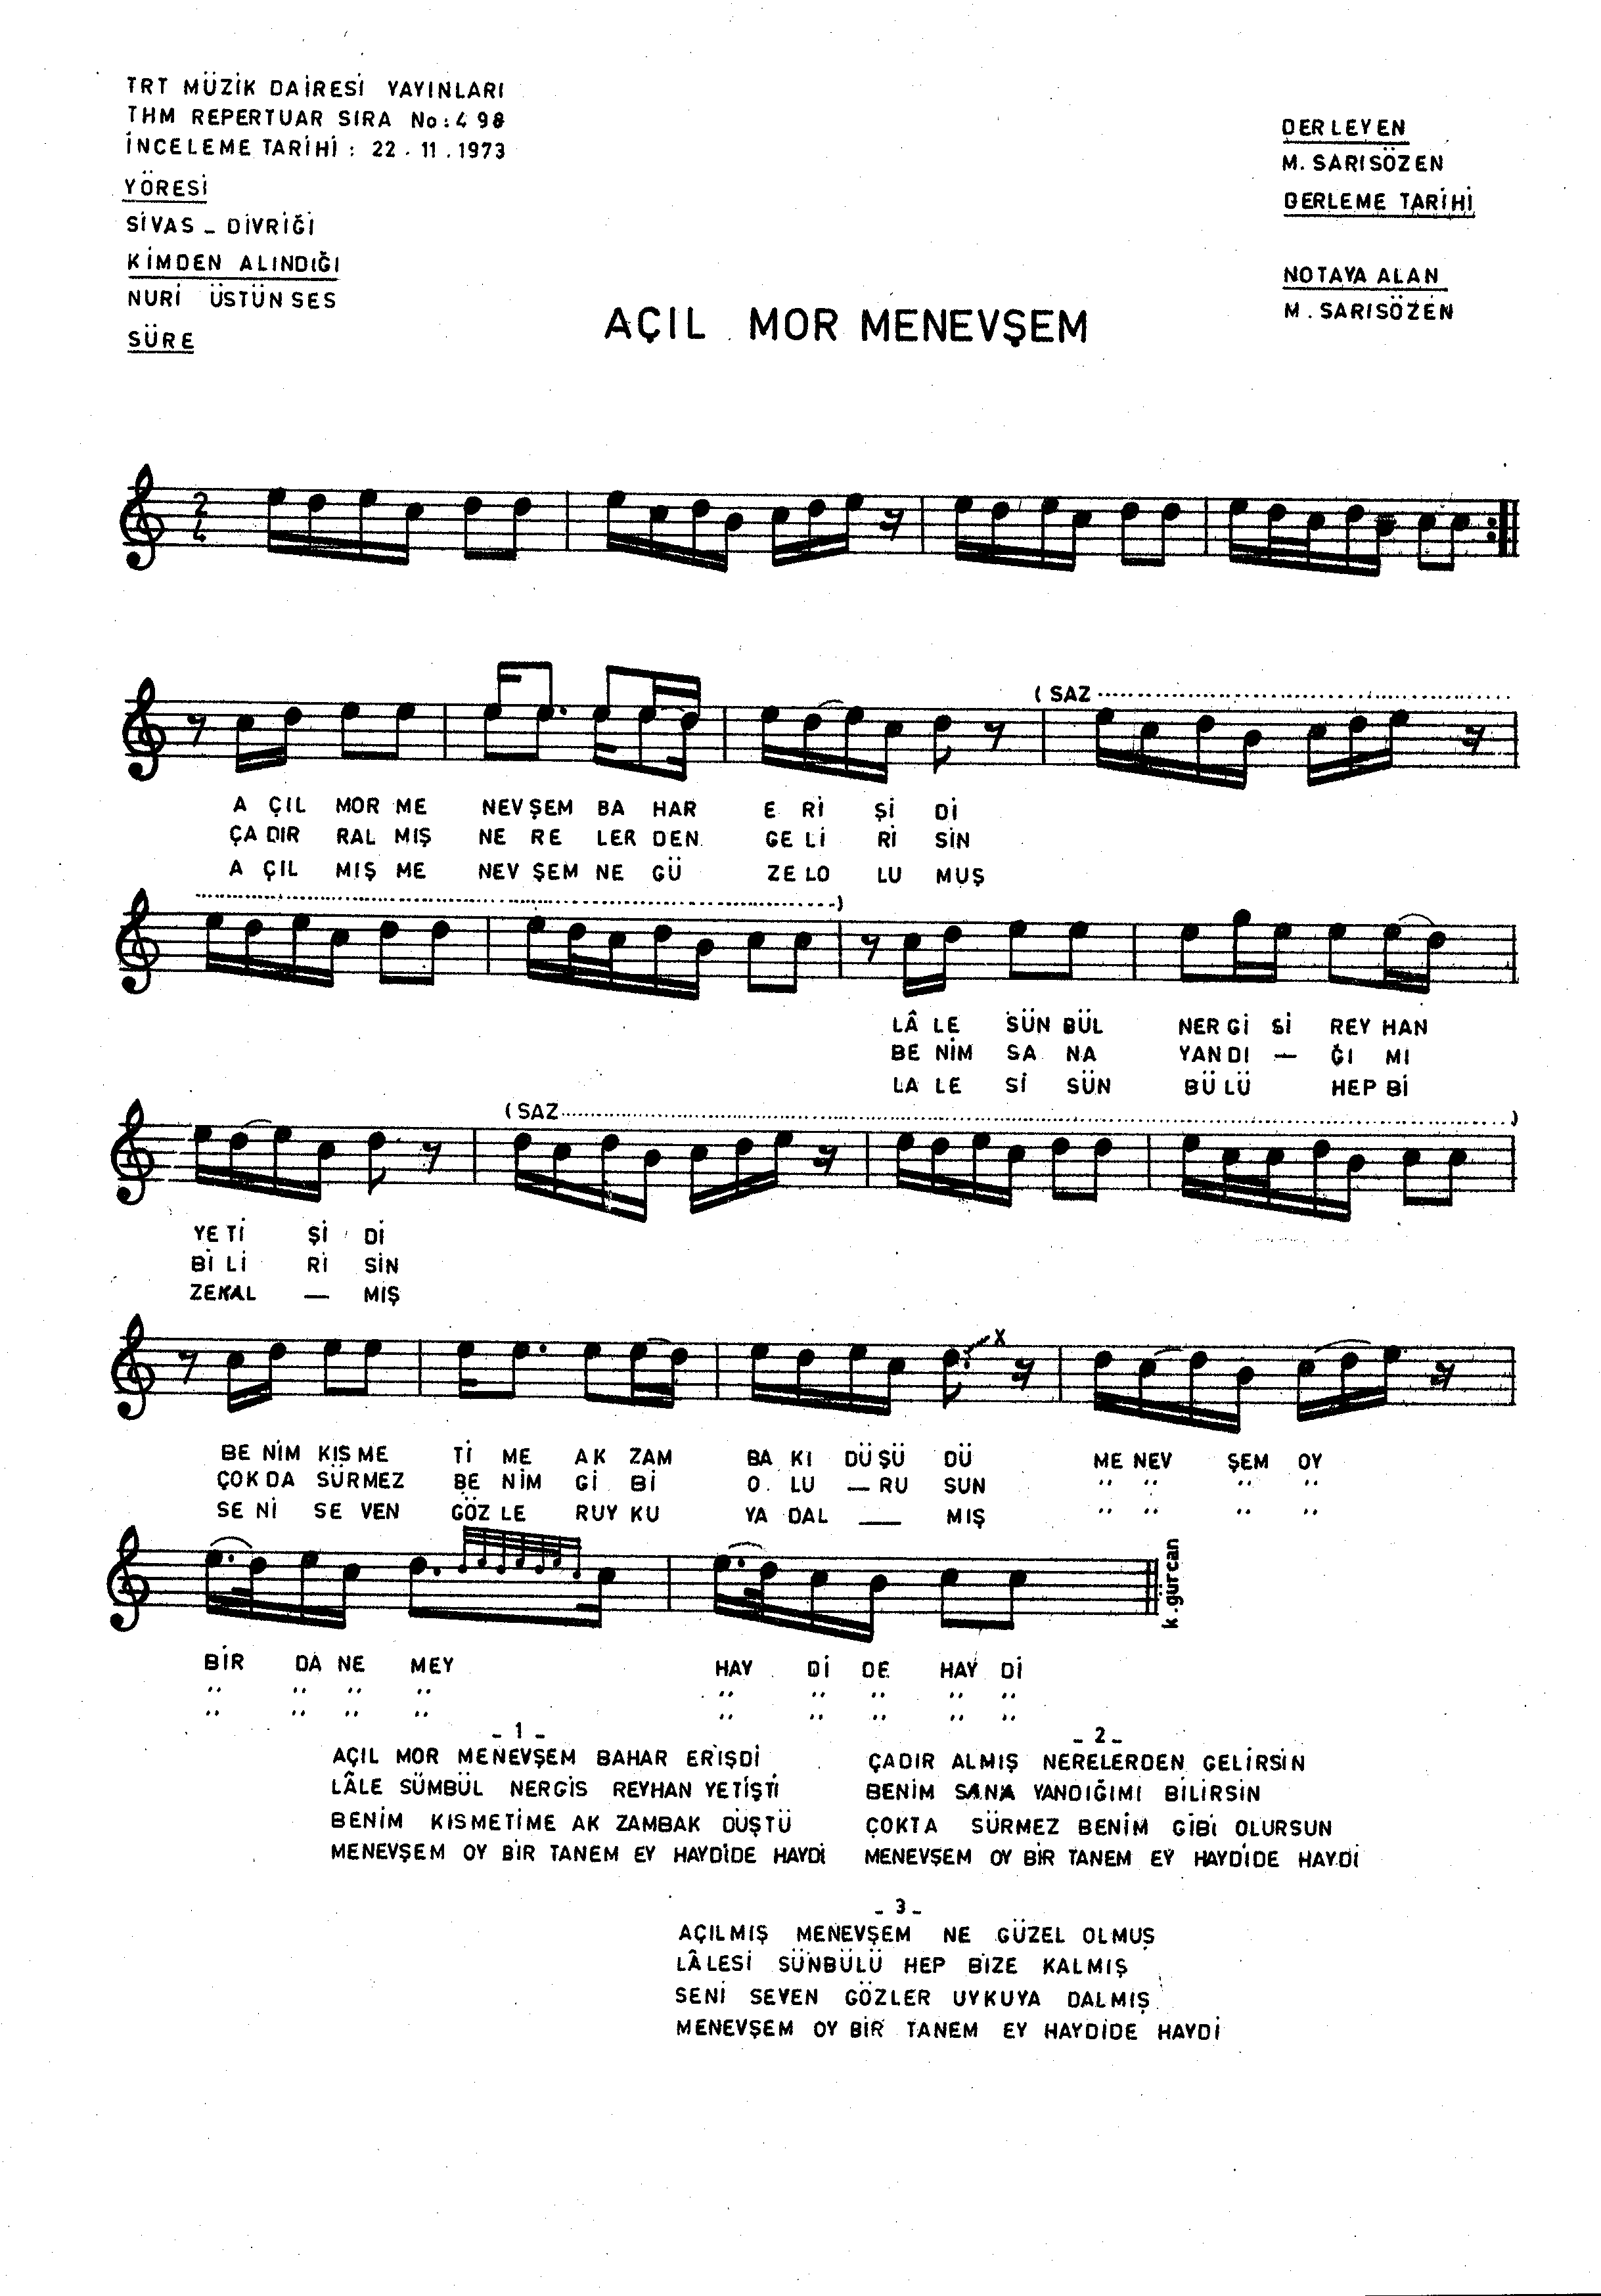 TRT MÜZİK DAİRESİ YAYINLARI
THM REPERTUAR SIRA No: 498
İNCELEME TARİHİ : 22 . 11 . 1973
YÖRESİ
SİVAS _ DİVRİĞİ
KİMDEN ALINDIĞI
NURİ ÜSTÜNSES
SÜRE
DERLEYEN
M. SARISÖZEN
DERLEME TARİHİ
NOTAYA ALAN
M. SARISÖZEN
AÇIL MOR MENEVŞEM
2
4
( SAZ
A ÇIL MOR ME NEV ŞEM BA HAR E Rİ Şİ Dİ
ÇA DIR RAL MIŞ NE RE LER DEN GE Lİ Rİ SİN
A ÇIL MIŞ ME NEV ŞEM NE GÜ ZE LO LU MUŞ
)
LÂ LE SÜN BÜL NER Gİ Sİ REY HAN
BE NİM SA NA YAN DI — ĞI MI
LA LE Sİ SÜN BÜ LÜ HEP Bİ
( SAZ )
YE Tİ Şİ Dİ
Bİ Lİ Rİ SİN
ZE KAL — MIŞ
X
BE NİM KIS ME Tİ ME AK ZAM BA KI DÜ ŞÜ DÜ ME NEV ŞEM OY
ÇOK DA SÜR MEZ BE NİM Gİ Bİ O . LU — RU SUN ,, ,, ,, ,,
SE Nİ SE VEN GÖZ LE RUY KU YA DAL — MIŞ ,, ,, ,, ,,
k.gürcan
BİR DA NE MEY HAY Dİ DE HAY Dİ
,, ,, ,, ,, ,, ,, ,, ,, ,,
,, ,, ,, ,, ,, ,, ,, ,, ,,
_ 1 _
AÇIL MOR MENEVŞEM BAHAR ERİŞDİ
LÂLE SÜMBÜL NERGİS REYHAN YETİŞTİ
BENİM KISMETİME AK ZAMBAK DÜŞTÜ
MENEVŞEM OY BİR TANEM EY HAYDİDE HAYDİ
_ 2 _
ÇADIR ALMIŞ NERELERDEN GELİRSİN
BENİM SANA YANDIĞIMI BİLİRSİN
ÇOKTA SÜRMEZ BENİM GİBİ OLURSUN
MENEVŞEM OY BİR TANEM EY HAYDİDE HAYDİ
_ 3 _
AÇILMIŞ MENEVŞEM NE GÜZEL OLMUŞ
LÂLESİ SÜNBÜLÜ HEP BİZE KALMIŞ
SENİ SEVEN GÖZLER UYKUYA DALMIŞ
MENEVŞEM OY BİR TANEM EY HAYDİDE HAYDİ